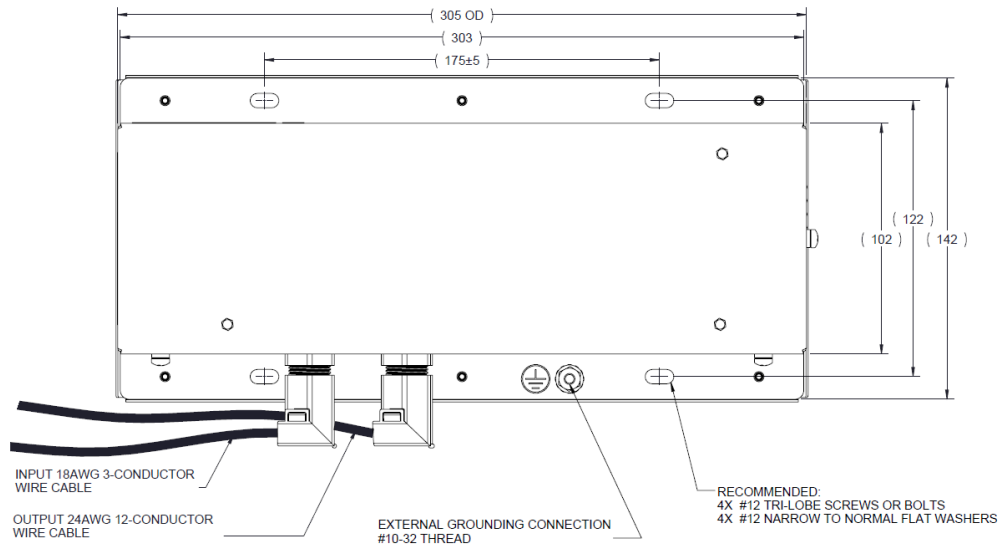 ( 305 OD )
( 303 )
( 175±5 )
( 122 )
( 102 )
( 142 )
INPUT 18AWG 3-CONDUCTOR
WIRE CABLE
OUTPUT 24AWG 12-CONDUCTOR
WIRE CABLE
EXTERNAL GROUNDING CONNECTION
#10-32 THREAD
RECOMMENDED:
4X #12 TRI-LOBE SCREWS OR BOLTS
4X #12 NARROW TO NORMAL FLAT WASHERS